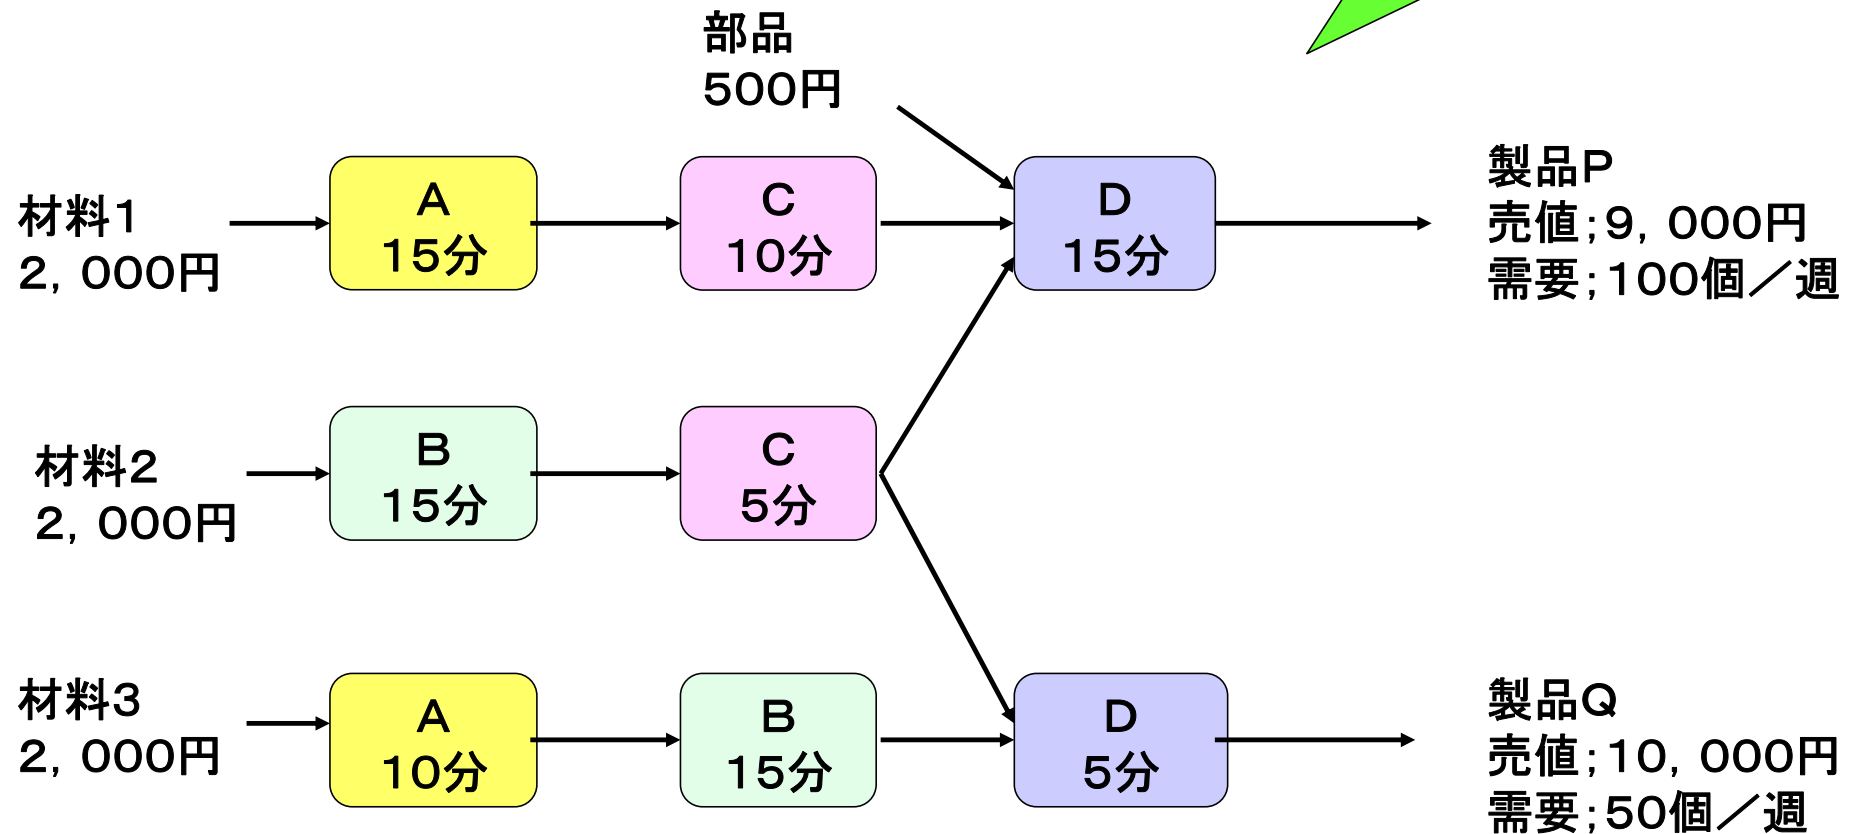 部品
500円
材料1
2，000円
A
15分
C
10分
D
15分
製品P
売値；9，000円
需要；100個／週
材料2
2，000円
B
15分
C
5分
材料3
2，000円
A
10分
B
15分
D
5分
製品Q
売値；10，000円
需要；50個／週